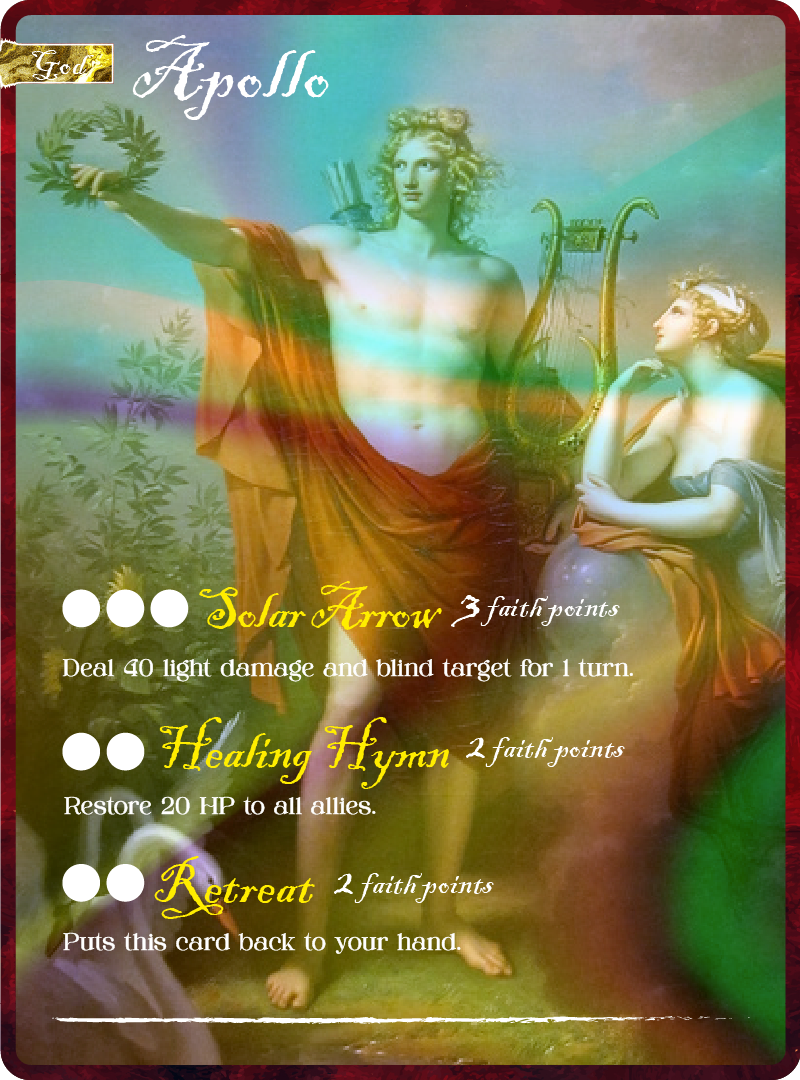 Gods
Apollo
Solar Arrow 3 faith points
Deal 40 light damage and blind target for 1 turn.
Healing Hymn 2 faith points
Restore 20 HP to all allies.
Retreat 2 faith points
Puts this card back to your hand.